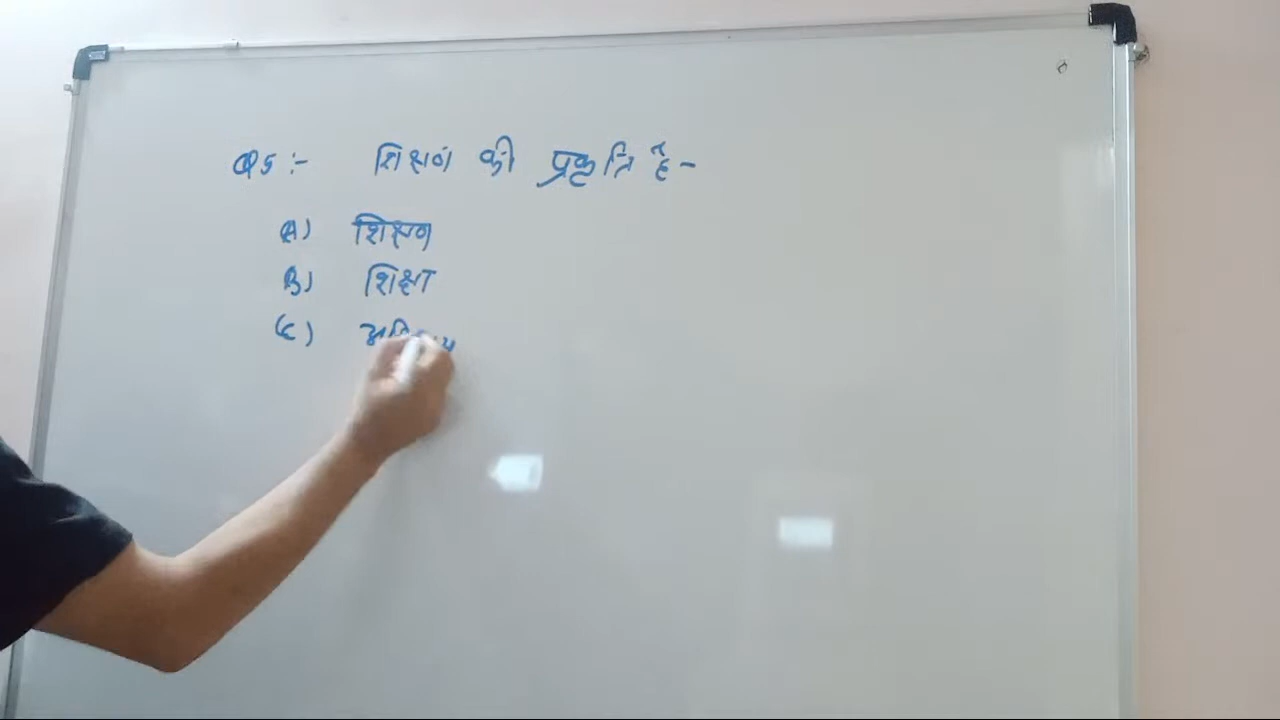 Q5:- शिक्षण की प्रकृति है-
A) शिक्षण
B) शिक्षा
C)